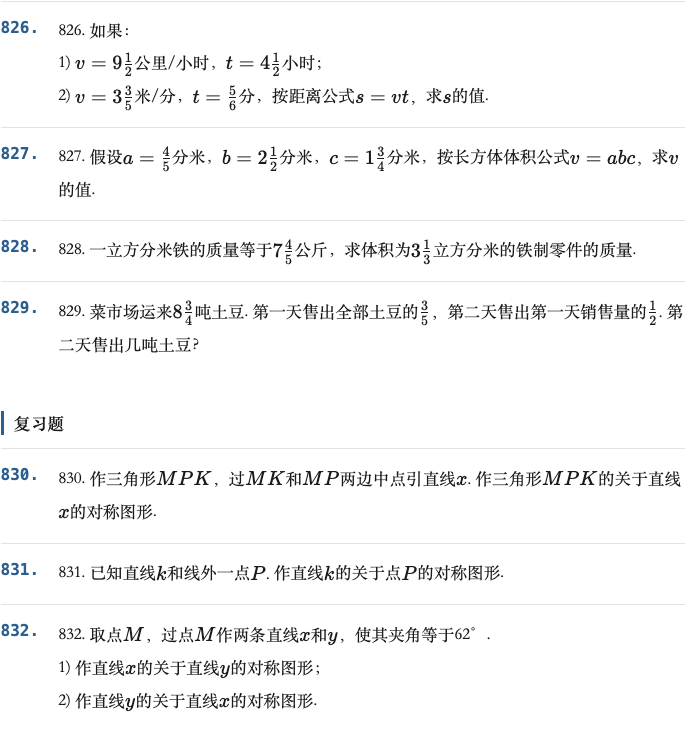 826. 826. 如果：
1) v = 9 1/2公里/小时，t = 4 1/2小时；
2) v = 3 3/5米/分，t = 5/6分，按距离公式s = vt，求s的值.
827. 827. 假设a = 4/5分米，b = 2 1/2分米，c = 1 3/4分米，按长方体体积公式v = abc，求v
的值.
828. 828. 一立方分米铁的质量等于7 4/5公斤，求体积为3 1/3立方分米的铁制零件的质量.
829. 829. 菜市场运来8 3/4吨土豆. 第一天售出全部土豆的3/5，第二天售出第一天销售量的1/2. 第
二天售出几吨土豆?
复习题
830. 830. 作三角形MPK，过MK和MP两边中点引直线x. 作三角形MPK的关于直线
x的对称图形.
831. 831. 已知直线k和线外一点P. 作直线k的关于点P的对称图形.
832. 832. 取点M，过点M作两条直线x和y，使其夹角等于62°.
1) 作直线x的关于直线y的对称图形；
2) 作直线y的关于直线x的对称图形.